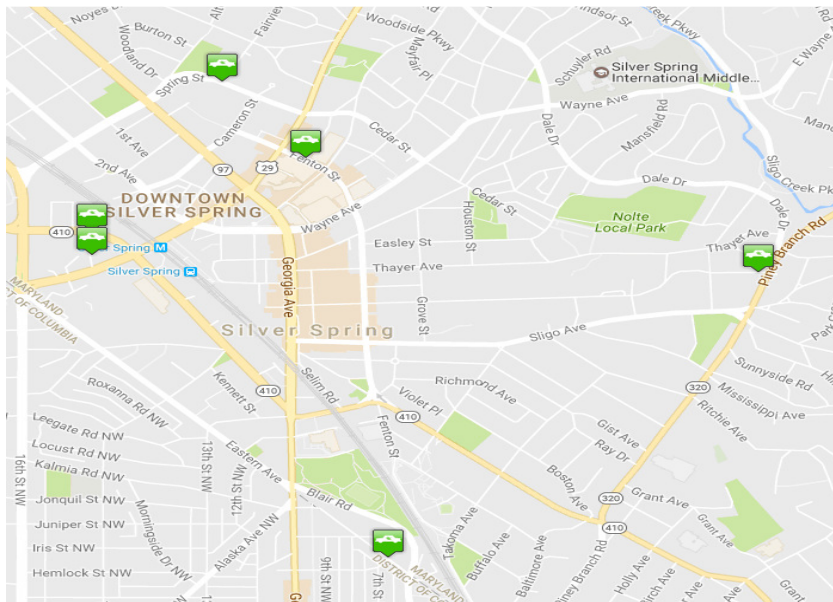 Noyes Dr
Burton St
Woodland Dr
Fairview
Woodside Pkwy
Mayfair Pl
Schuyler Rd
Silver Spring
International Middle...
E Wayne Ave
Spring St
Cameron St
Cedar St
Wayne Ave
Mansfield Rd
Dale Dr
1st Ave
2nd Ave
97
29
Fenton St
Sligo Creek Pkwy
Dale Dr
DOWNTOWN
SILVER SPRING
Wayne Ave
Cedar St
Houston St
Nolte
Local Park
Dale Dr
410
Spring
Silver Spring
Easley St
Thayer Ave
Thayer Ave
Piney Branch Rd
MARYLAND
Georgia Ave
Silver Spring
Grove St
Sligo Ave
Kennett St
410
Selim Rd
Richmond Ave
Violet Pl
410
Fenton St
320
Sunnyside Rd
Mississippi Ave
Ritchie Ave
Roxanna Rd NW
Leegate Rd NW
Locust Rd NW
Kalmia Rd NW
13th St NW
12th St NW
Eastern Ave
Blair Rd
Gist Ave
Ray Dr
Boston Ave
16th St NW
Jonquil St NW
Juniper St NW
Iris St NW
Hemlock St NW
Morningside Dr NW
Alaska Ave NW
9th St NW
7th St
MARYLAND
DISTRICT OF C
Takoma Ave
Buffalo Ave
Baltimore Ave
Piney Branch Rd
Holly Ave
320
410
Grant Ave
Grant Ave